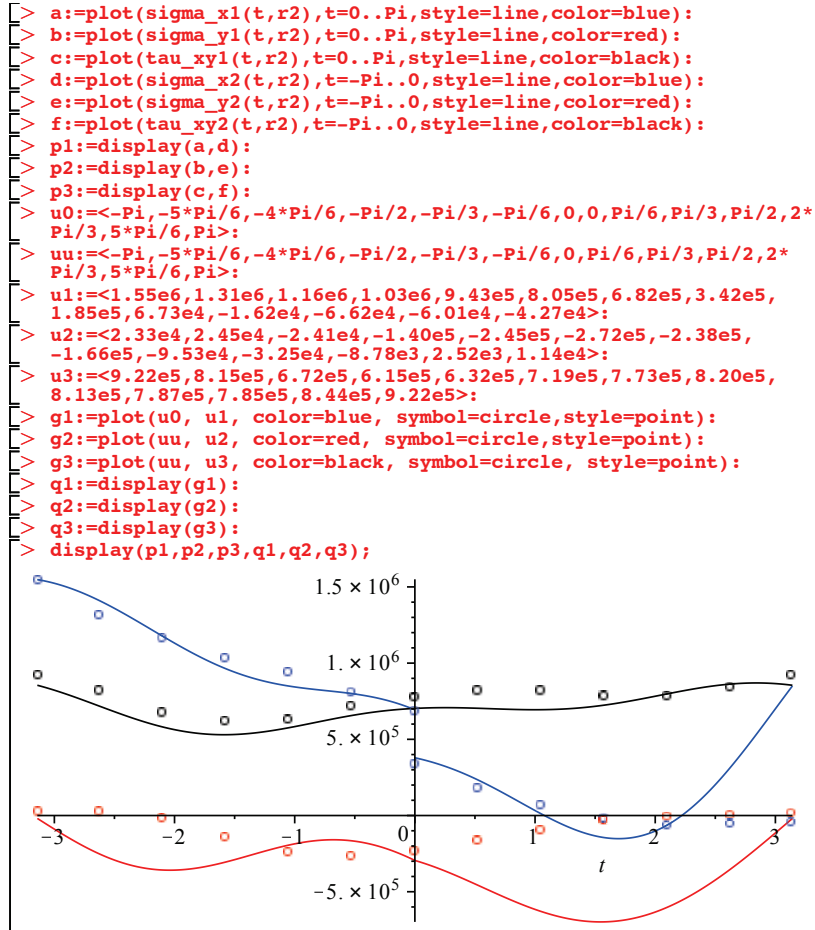 > a:=plot(sigma_x1(t,r2),t=0..Pi,style=line,color=blue):
> b:=plot(sigma_y1(t,r2),t=0..Pi,style=line,color=red):
> c:=plot(tau_xy1(t,r2),t=0..Pi,style=line,color=black):
> d:=plot(sigma_x2(t,r2),t=-Pi..0,style=line,color=blue):
> e:=plot(sigma_y2(t,r2),t=-Pi..0,style=line,color=red):
> f:=plot(tau_xy2(t,r2),t=-Pi..0,style=line,color=black):
> p1:=display(a,d):
> p2:=display(b,e):
> p3:=display(c,f):
> u0:=<-Pi,-5*Pi/6,-4*Pi/6,-Pi/2,-Pi/3,-Pi/6,0,0,Pi/6,Pi/3,Pi/2,2*
Pi/3,5*Pi/6,Pi>:
> uu:=<-Pi,-5*Pi/6,-4*Pi/6,-Pi/2,-Pi/3,-Pi/6,0,Pi/6,Pi/3,Pi/2,2*
Pi/3,5*Pi/6,Pi>:
> u1:=<1.55e6,1.31e6,1.16e6,1.03e6,9.43e5,8.05e5,6.82e5,3.42e5,
1.85e5,6.73e4,-1.62e4,-6.62e4,-6.01e4,-4.27e4>:
> u2:=<2.33e4,2.45e4,-2.41e4,-1.40e5,-2.45e5,-2.72e5,-2.38e5,
-1.66e5,-9.53e4,-3.25e4,-8.78e3,2.52e3,1.14e4>:
> u3:=<9.22e5,8.15e5,6.72e5,6.15e5,6.32e5,7.19e5,7.73e5,8.20e5,
8.13e5,7.87e5,7.85e5,8.44e5,9.22e5>:
> g1:=plot(u0, u1, color=blue, symbol=circle,style=point):
> g2:=plot(uu, u2, color=red, symbol=circle,style=point):
> g3:=plot(uu, u3, color=black, symbol=circle, style=point):
> q1:=display(g1):
> q2:=display(g2):
> q3:=display(g3):
> display(p1,p2,p3,q1,q2,q3);
1.5 × 10⁶
1. × 10⁶
5. × 10⁵
−3 −2 −1 0 1 2 3
t
−5. × 10⁵